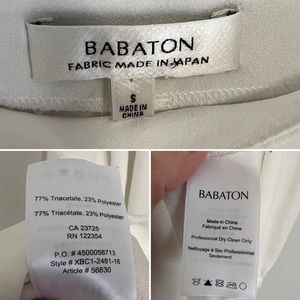 BABATON
FABRIC MADE IN JAPAN
S
MADE IN
CHINA
77% Triacetate, 23% Polyester
77% Triacétate, 23% Polyester
CA 23725
RN 122354
P.O. # 4500056713
Style # XBC1-2481-16
Article # 56630
BABATON
Made in China
Fabriqué en China
Professional Dry Clean Only
Nettoyage a Sec Professionnel
Seulement